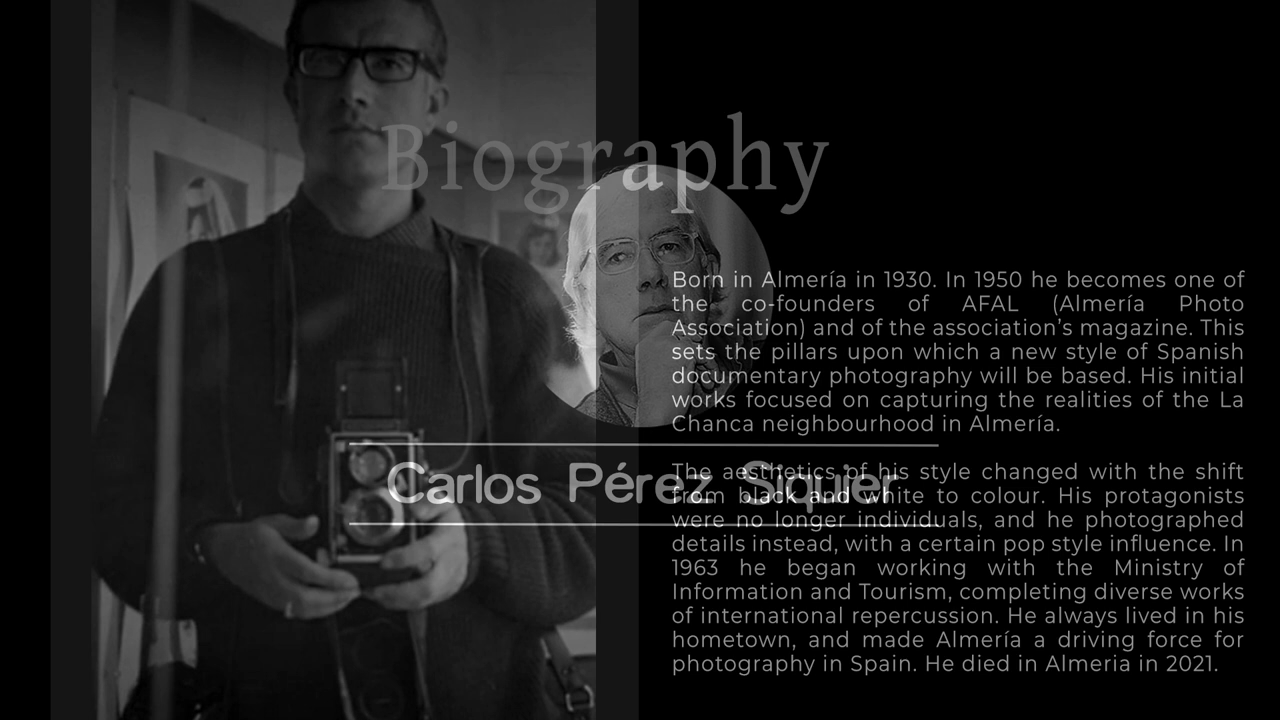 Biography
Born in Almería in 1930. In 1950 he becomes one of
the co-founders of AFAL (Almería Photo
Association) and of the association’s magazine. This
sets the pillars upon which a new style of Spanish
documentary photography will be based. His initial
works focused on capturing the realities of the La
Chanca neighbourhood in Almería.
Carlos Pérez Siquier
The aesthetics of his style changed with the shift
from black and white to colour. His protagonists
were no longer individuals, and he photographed
details instead, with a certain pop style influence. In
1963 he began working with the Ministry of
Information and Tourism, completing diverse works
of international repercussion. He always lived in his
hometown, and made Almería a driving force for
photography in Spain. He died in Almeria in 2021.